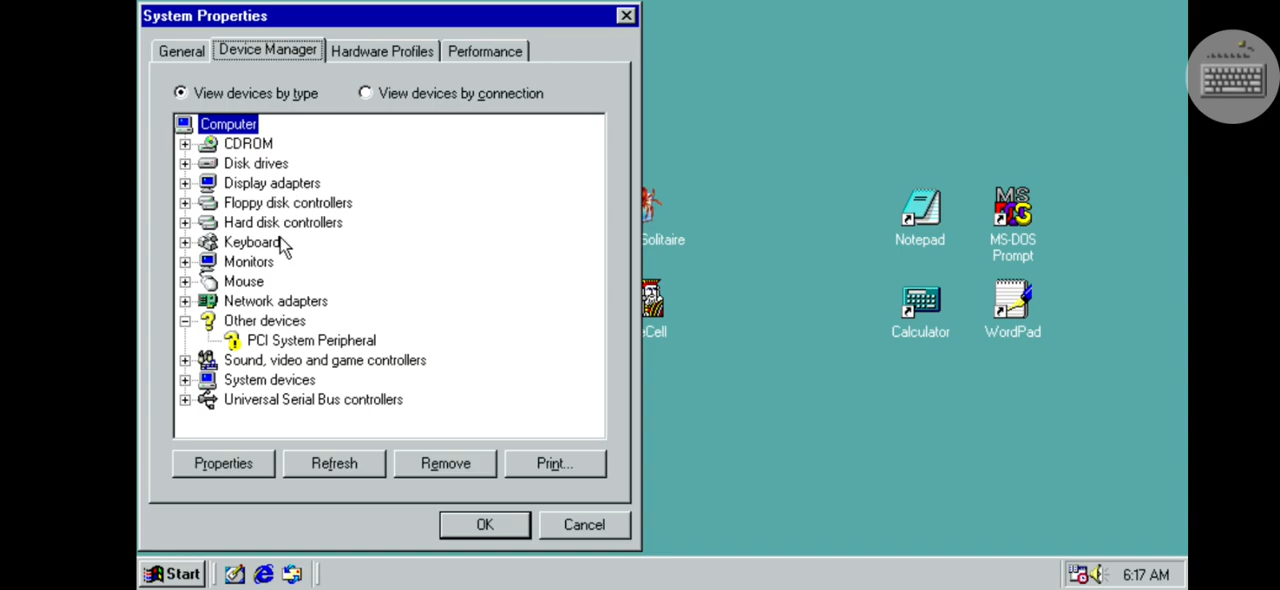 System Properties
General
Device Manager
Hardware Profiles
Performance
View devices by type
View devices by connection
Computer
CDROM
Disk drives
Display adapters
Floppy disk controllers
Hard disk controllers
Keyboard
Monitors
Mouse
Network adapters
Other devices
PCI System Peripheral
Sound, video and game controllers
System devices
Universal Serial Bus controllers
Properties
Refresh
Remove
Print...
OK
Cancel
Solitaire
eCell
Notepad
MS-DOS
Prompt
Calculator
WordPad
Start
6:17 AM